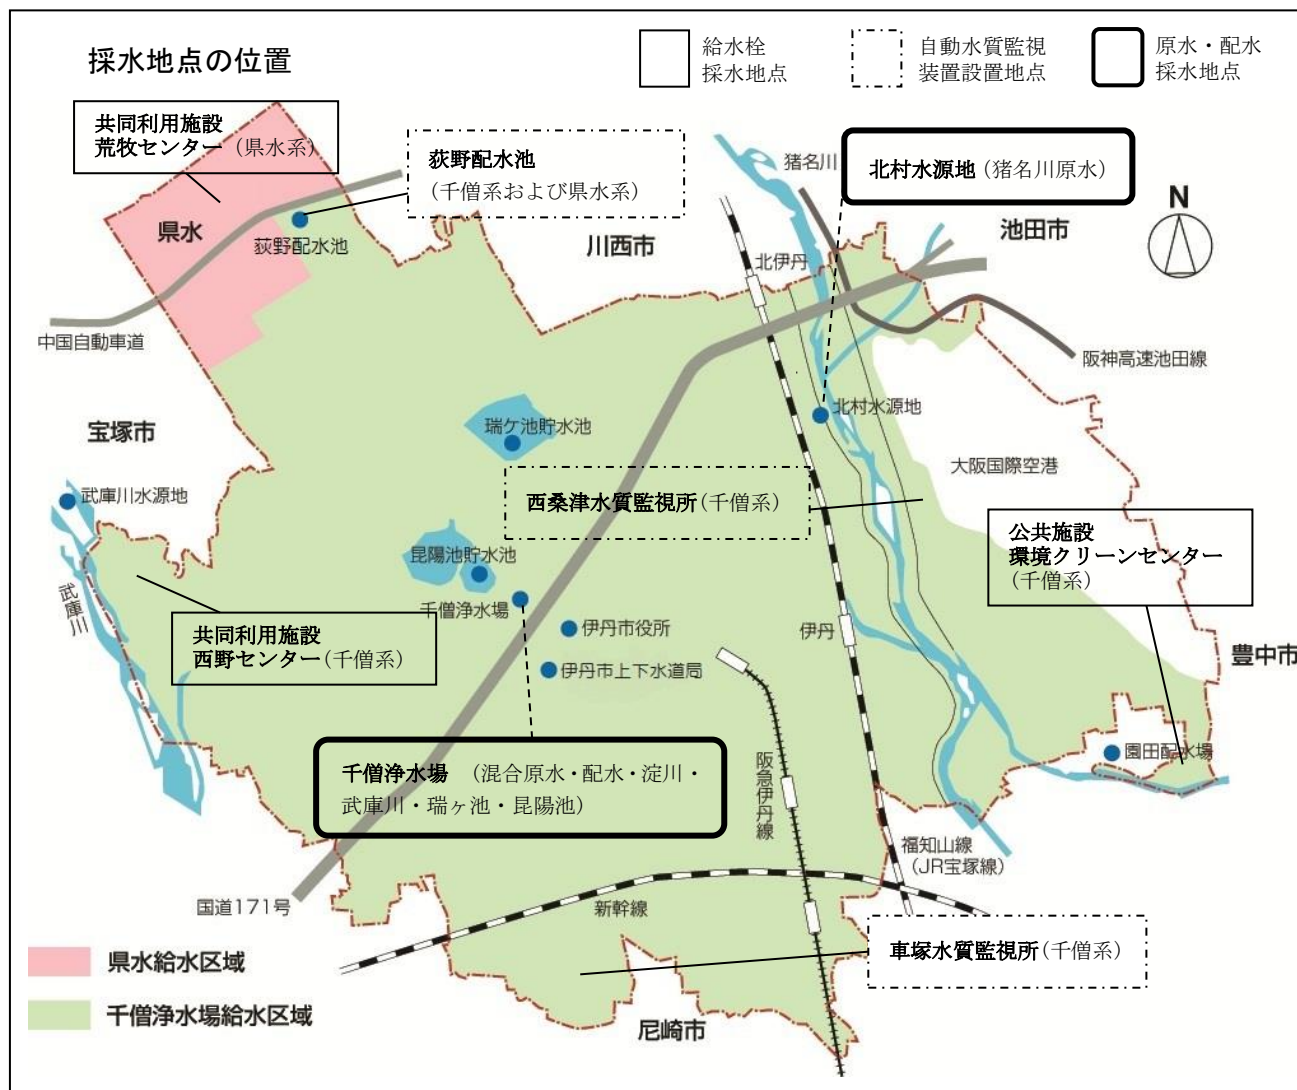 採水地点の位置
給水栓
採水地点
自動水質監視
装置設置地点
原水・配水
採水地点
共同利用施設
荒牧センター（県水系）
荻野配水池
（千僧系および県水系）
猪名川
北村水源地（猪名川原水）
N
県水
荻野配水池
川西市
池田市
北伊丹
中国自動車道
阪神高速池田線
宝塚市
瑞ケ池貯水池
北村水源地
大阪国際空港
武庫川水源地
西桑津水質監視所（千僧系）
公共施設
環境クリーンセンター
（千僧系）
昆陽池貯水池
武庫川
千僧浄水場
伊丹市役所
伊丹
共同利用施設
西野センター（千僧系）
伊丹市上下水道局
豊中市
千僧浄水場　（混合原水・配水・淀川・
武庫川・瑞ヶ池・昆陽池）
阪急伊丹線
園田配水場
福知山線
（JR宝塚線）
国道171号
新幹線
車塚水質監視所（千僧系）
県水給水区域
千僧浄水場給水区域
尼崎市